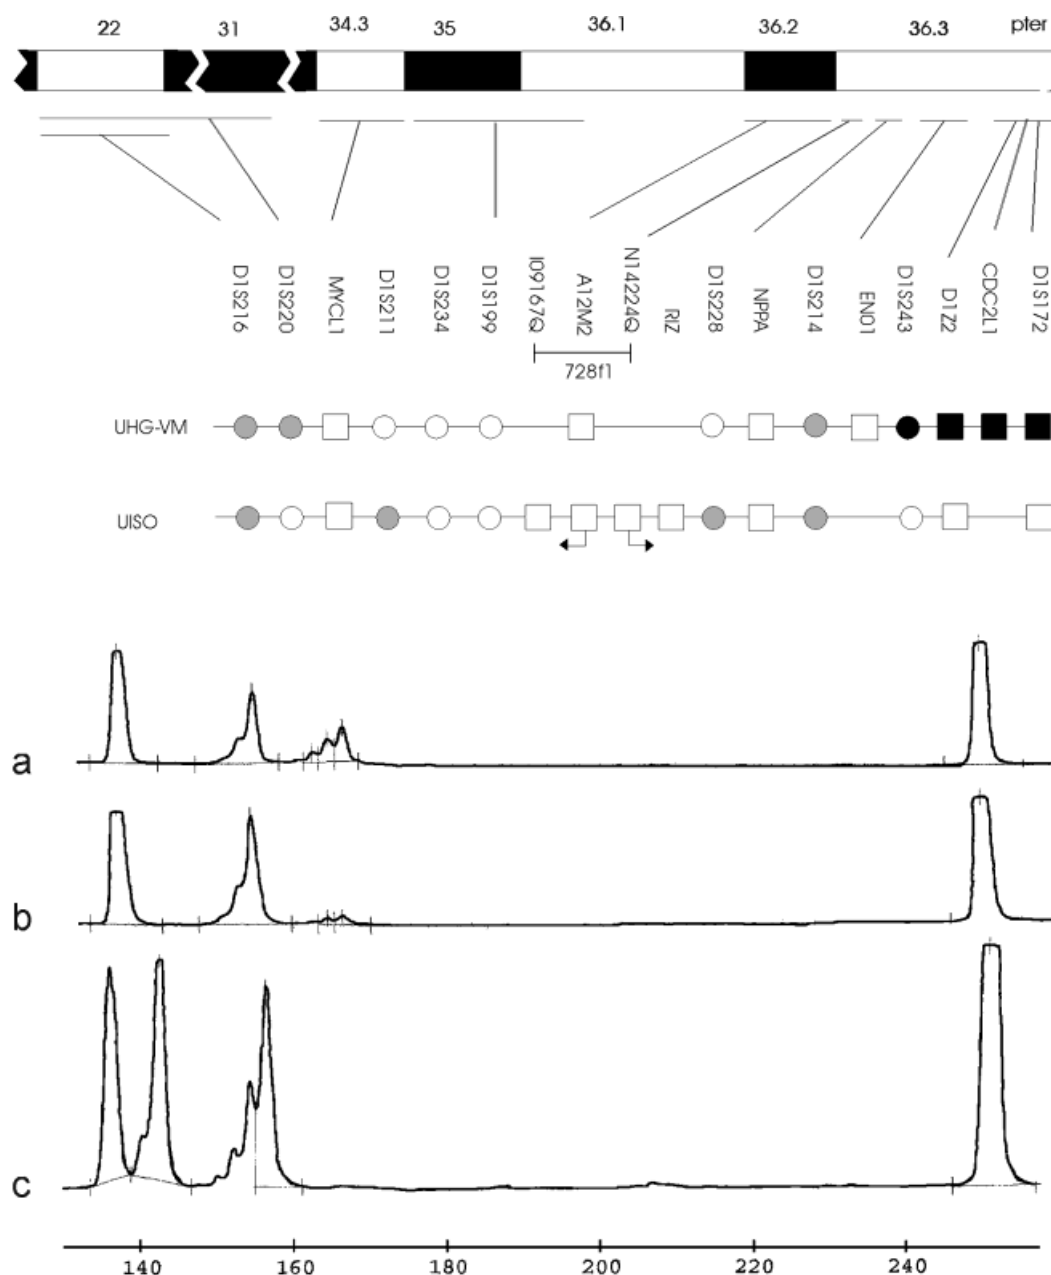 22 31 34.3 35 36.1 36.2 36.3 pter
D1S216 D1S220 MYCL1 D1S211 D1S234 D1S199 I09167Q A12M2 N14224Q RIZ D1S228 NPPA D1S214 EN01 D1S243 D1Z2 CDC2L1 D1S172
728f1
UHG-VM
UISO
a
b
c
140 160 180 200 220 240